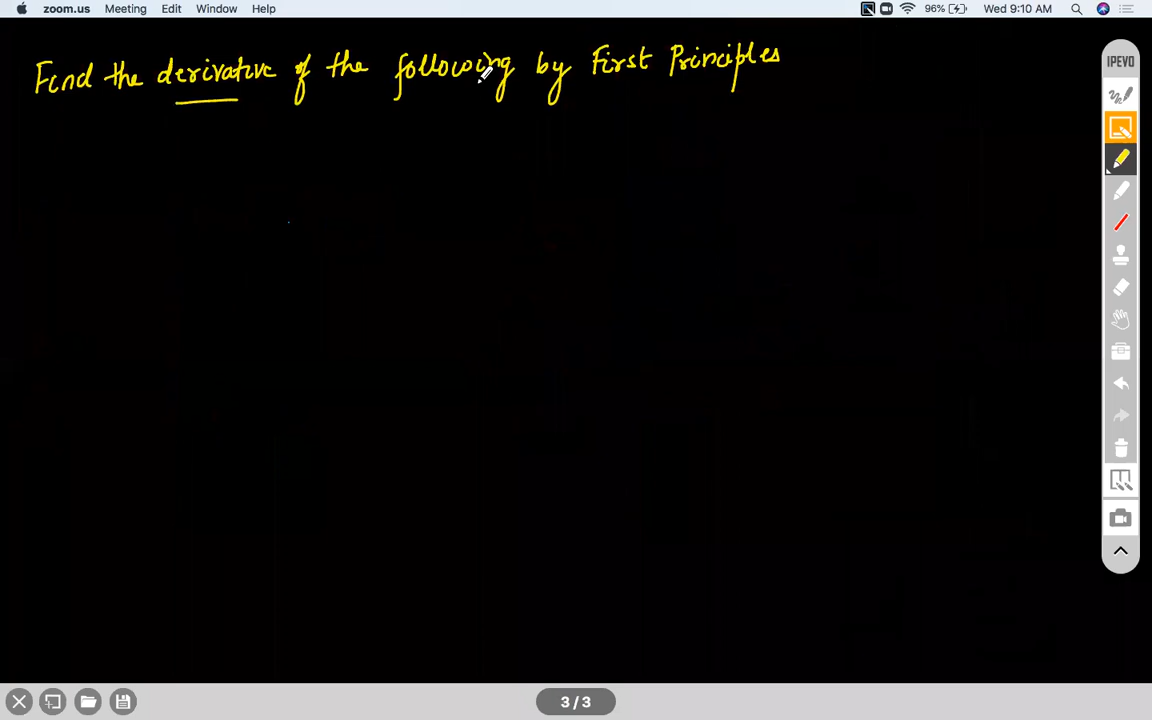 zoom.us Meeting Edit Window Help 96% Wed 9:10 AM
Find the derivative of the following by First Principles
IPEVO
3/3